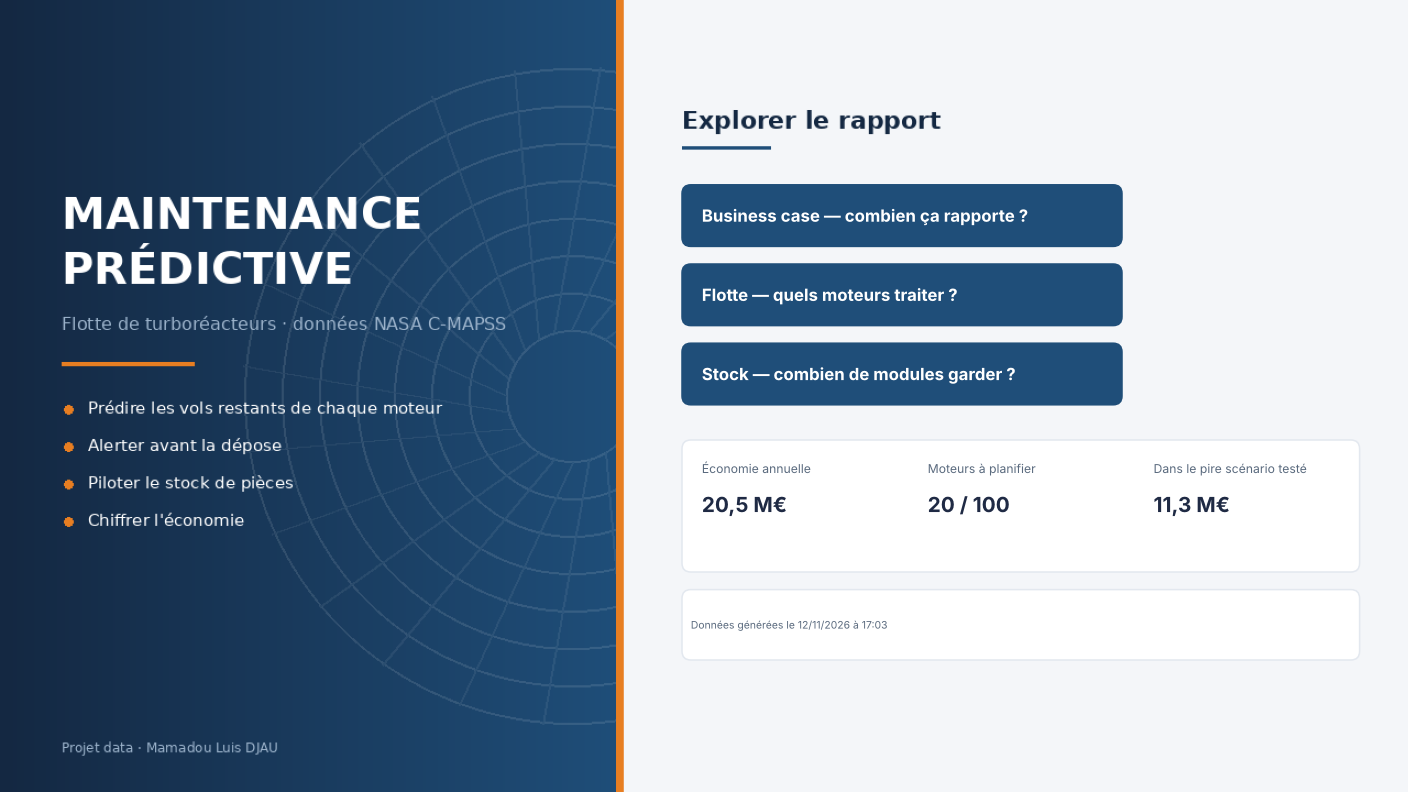 MAINTENANCE
PRÉDICTIVE
Flotte de turboréacteurs · données NASA C-MAPSS
Prédire les vols restants de chaque moteur
Alerter avant la dépose
Piloter le stock de pièces
Chiffrer l'économie
Projet data · Mamadou Luis DJAU
Explorer le rapport
Business case — combien ça rapporte ?
Flotte — quels moteurs traiter ?
Stock — combien de modules garder ?
Économie annuelle
20,5 M€
Moteurs à planifier
20 / 100
Dans le pire scénario testé
11,3 M€
Données générées le 12/11/2026 à 17:03